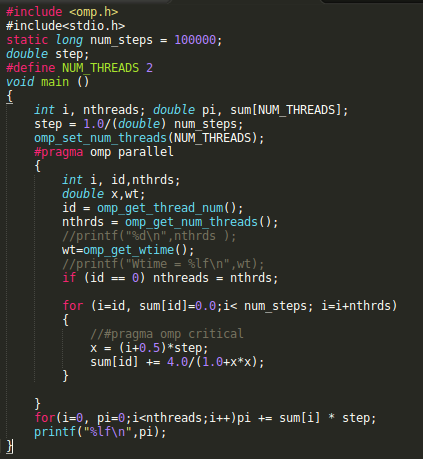 #include <omp.h>
#include<stdio.h>
static long num_steps = 100000;
double step;
#define NUM_THREADS 2
void main ()
{
int i, nthreads; double pi, sum[NUM_THREADS];
step = 1.0/(double) num_steps;
omp_set_num_threads(NUM_THREADS);
#pragma omp parallel
{
int i, id,nthrds;
double x,wt;
id = omp_get_thread_num();
nthrds = omp_get_num_threads();
//printf("%d\n",nthrds );
wt=omp_get_wtime();
//printf("Wtime = %lf\n",wt);
if (id == 0) nthreads = nthrds;
for (i=id, sum[id]=0.0;i< num_steps; i=i+nthrds)
{
//#pragma omp critical
x = (i+0.5)*step;
sum[id] += 4.0/(1.0+x*x);
}
}
for(i=0, pi=0;i<nthreads;i++)pi += sum[i] * step;
printf("%lf\n",pi);
}